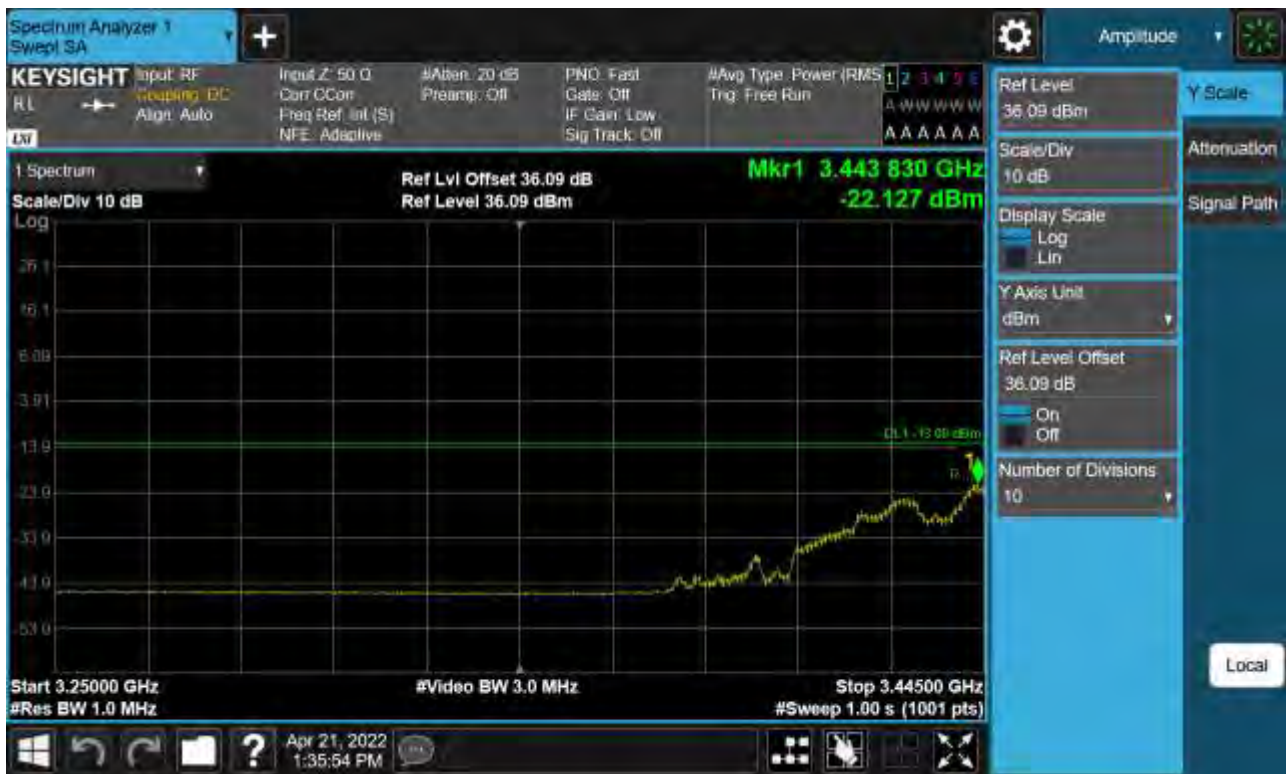 Spectrum Analyzer 1
Swept SA
Amplitude
KEYSIGHT
Input: RF
Coupling: DC
Align: Auto
RL
LXI
Input Z: 50 Ω
Corr CCorr
Freq Ref: Int (S)
NFE: Adaptive
#Atten: 20 dB
Preamp: Off
PNO: Fast
Gate: Off
IF Gain: Low
Sig Track: Off
#Avg Type: Power (RMS
Trig: Free Run
1 2 3 4 5 6
A W W W W W
A A A A A A
1 Spectrum
Scale/Div 10 dB
Ref Lvl Offset 36.09 dB
Ref Level 36.09 dBm
Mkr1 3.443 830 GHz
-22.127 dBm
Log
26.1
16.1
6.09
-3.91
-13.9
-23.9
-33.9
-43.9
-53.9
DL1 -13.00 dBm
1
Start 3.25000 GHz
#Res BW 1.0 MHz
#Video BW 3.0 MHz
Stop 3.44500 GHz
#Sweep 1.00 s (1001 pts)
Ref Level
36.09 dBm
Scale/Div
10 dB
Display Scale
Log
Lin
Y Axis Unit
dBm
Ref Level Offset
36.09 dB
On
Off
Number of Divisions
10
Y Scale
Attenuation
Signal Path
Local
?
Apr 21, 2022
1:35:54 PM